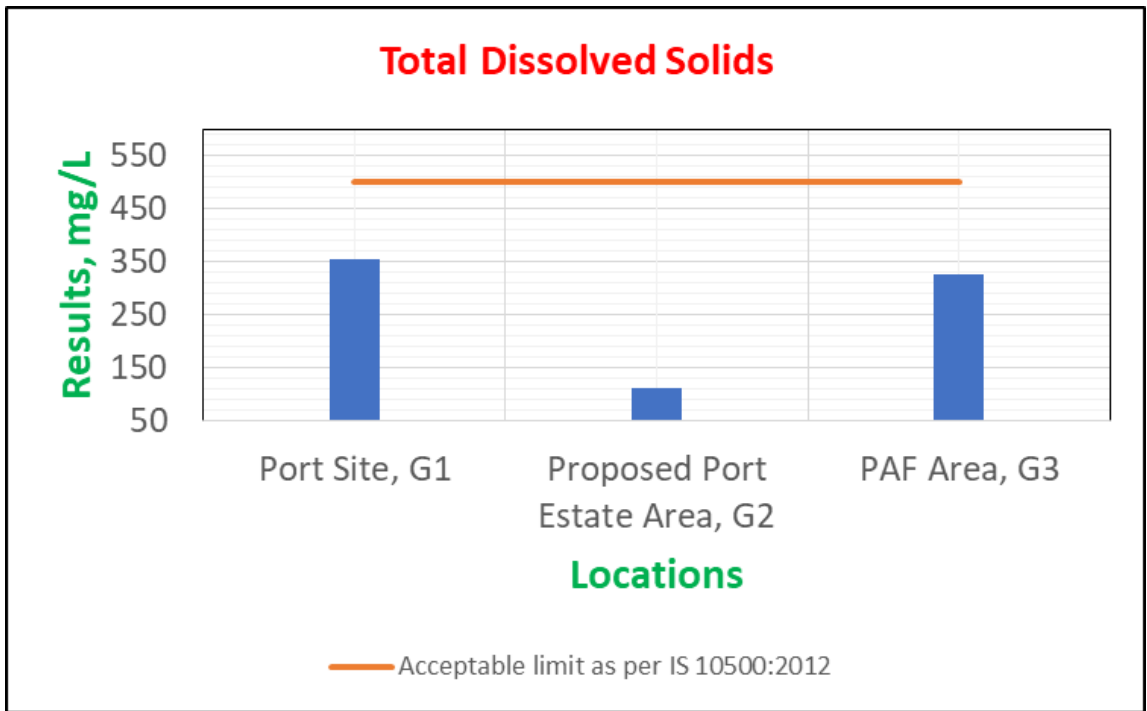 Total Dissolved Solids
Results, mg/L
550
450
350
250
150
50
Port Site, G1
Proposed Port
Estate Area, G2
PAF Area, G3
Locations
Acceptable limit as per IS 10500:2012